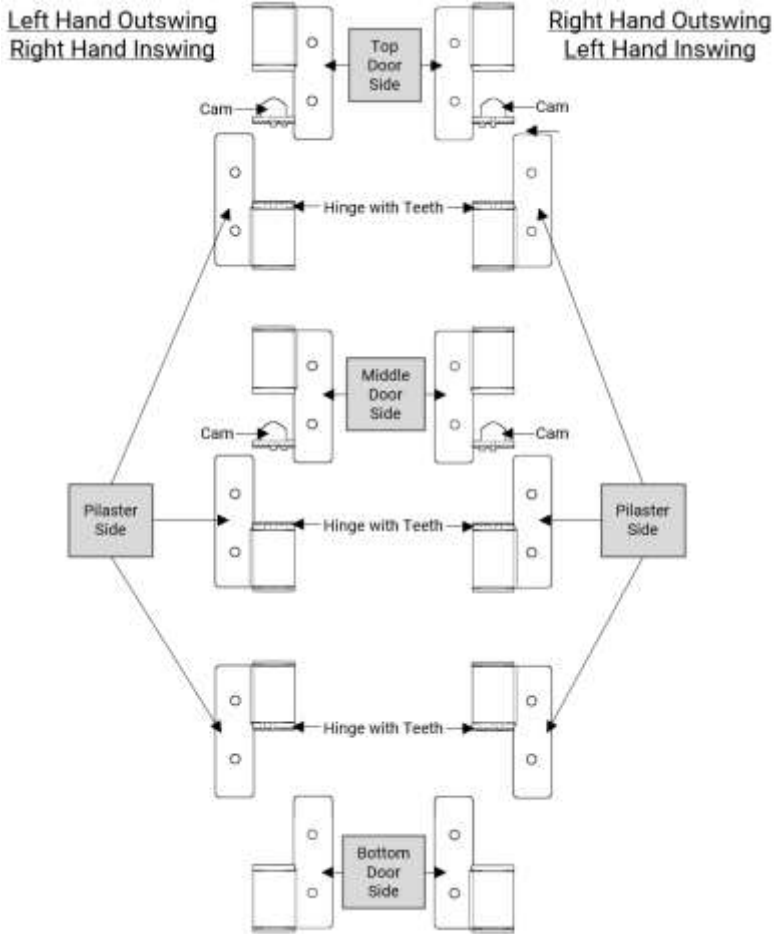 Left Hand Outswing
Right Hand Inswing
Right Hand Outswing
Left Hand Inswing
Top
Door
Side
Cam
Cam
Hinge with Teeth
Middle
Door
Side
Cam
Cam
Pilaster
Side
Hinge with Teeth
Pilaster
Side
Hinge with Teeth
Bottom
Door
Side